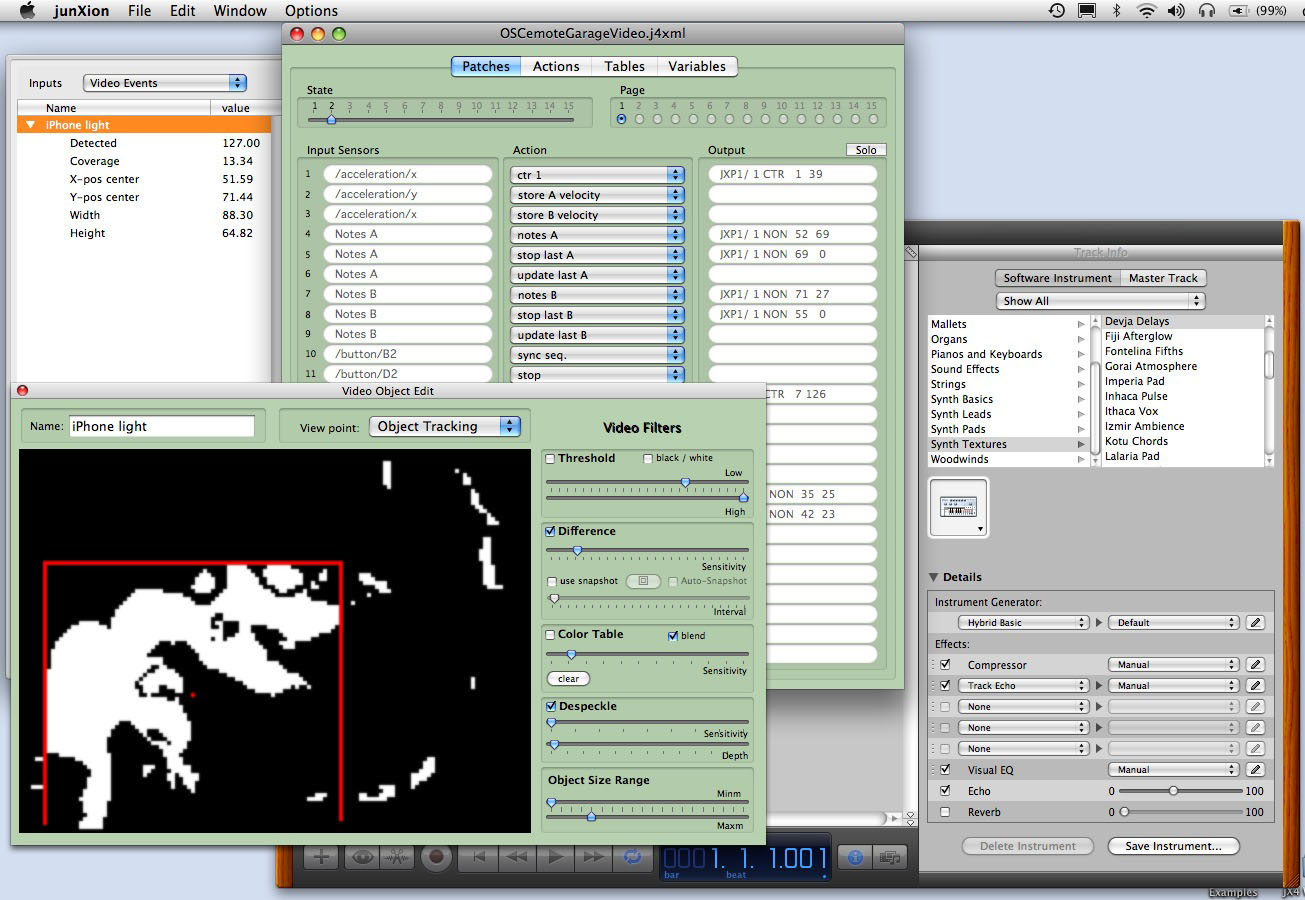 junXion File Edit Window Options (99%)
OSCemoteGarageVideo.j4xml
Patches Actions Tables Variables
Inputs Video Events
Name value
iPhone light
Detected 127.00
Coverage 13.34
X-pos center 51.59
Y-pos center 71.44
Width 88.30
Height 64.82
State
1 2 3 4 5 6 7 8 9 10 11 12 13 14 15
Page
1 2 3 4 5 6 7 8 9 10 11 12 13 14 15
Input Sensors Action Output Solo
1 /acceleration/x ctr 1 JXP1/ 1 CTR 1 39
2 /acceleration/y store A velocity
3 /acceleration/x store B velocity
4 Notes A notes A JXP1/ 1 NON 52 69
5 Notes A stop last A JXP1/ 1 NON 69 0
6 Notes A update last A
7 Notes B notes B JXP1/ 1 NON 71 27
8 Notes B stop last B JXP1/ 1 NON 55 0
9 Notes B update last B
10 /button/B2 sync seq.
11 /button/D2 stop
CTR 7 126
NON 35 25
NON 42 23
Video Object Edit
Name: iPhone light
View point: Object Tracking
Video Filters
Threshold black / white
Low
High
Difference
Sensitivity
use snapshot Auto-Snapshot
Interval
Color Table blend
Sensitivity
clear
Despeckle
Sensitivity
Depth
Object Size Range
Minm
Maxm
Track Info
Software Instrument Master Track
Show All
Mallets
Organs
Pianos and Keyboards
Sound Effects
Strings
Synth Basics
Synth Leads
Synth Pads
Synth Textures
Woodwinds
Devja Delays
Fiji Afterglow
Fontelina Fifths
Gorai Atmosphere
Imperia Pad
Inhaca Pulse
Ithaca Vox
Izmir Ambience
Kotu Chords
Lalaria Pad
Details
Instrument Generator:
Hybrid Basic Default
Effects:
Compressor Manual
Track Echo Manual
None
None
None
Visual EQ Manual
Echo 0 100
Reverb 0 100
Delete Instrument Save Instrument...
0001. 1. 1.001
bar beat
Examples JX4